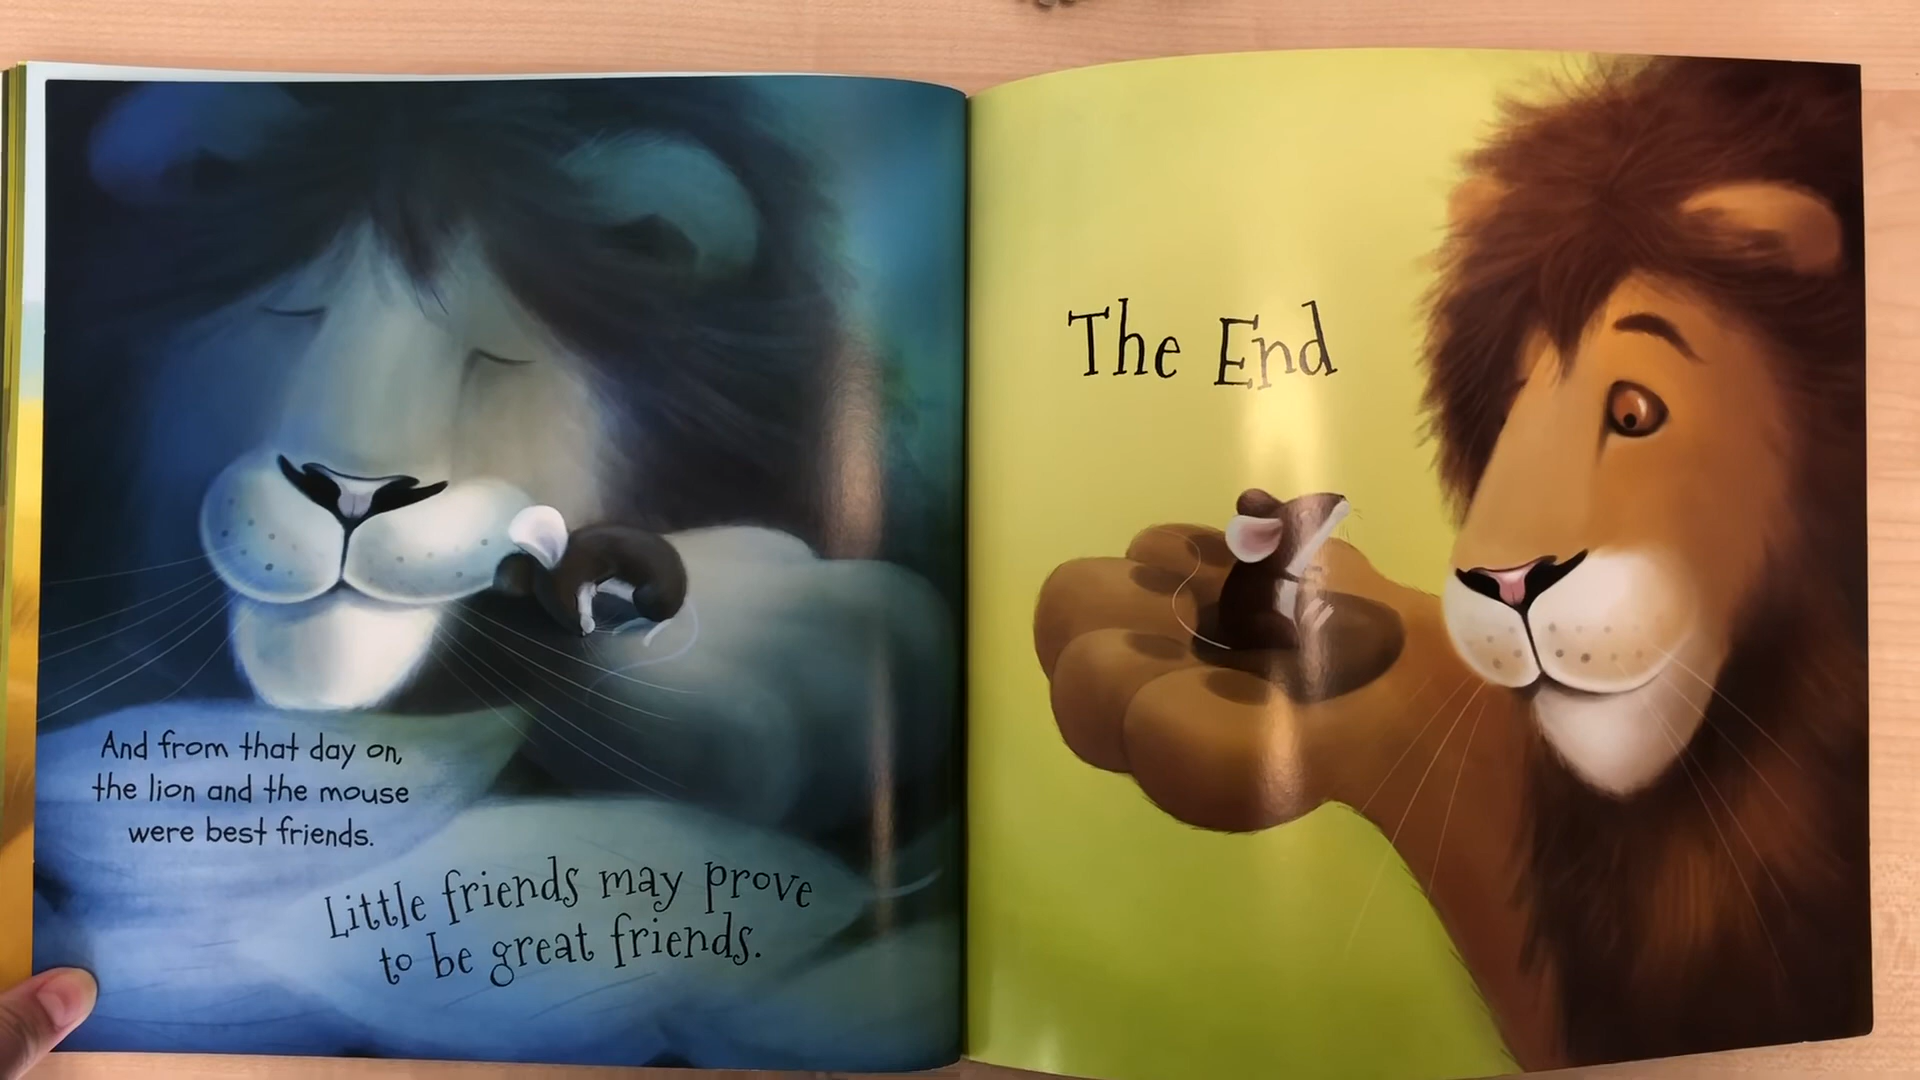 And from that day on,
the lion and the mouse
were best friends.
Little friends may prove
to be great friends.
The End